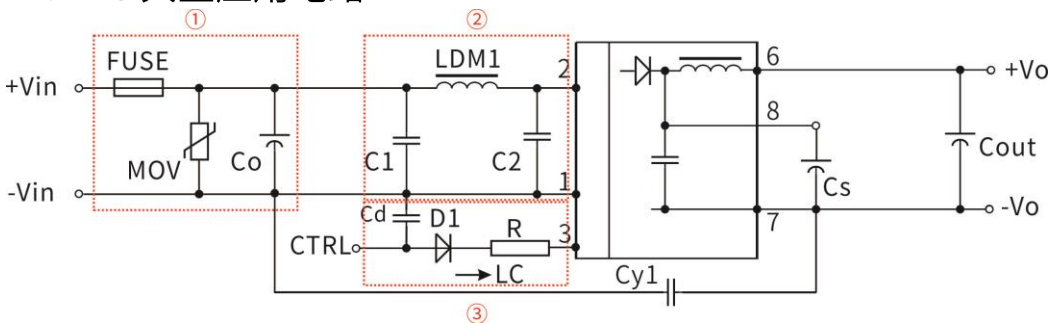 ① ②
FUSE LDM1 2 6
+Vin +Vo
8
MOV Co C1 C2 Cs Cout
-Vin 1 -Vo
Cd D1 R 3 7
CTRL
LC Cy1
③